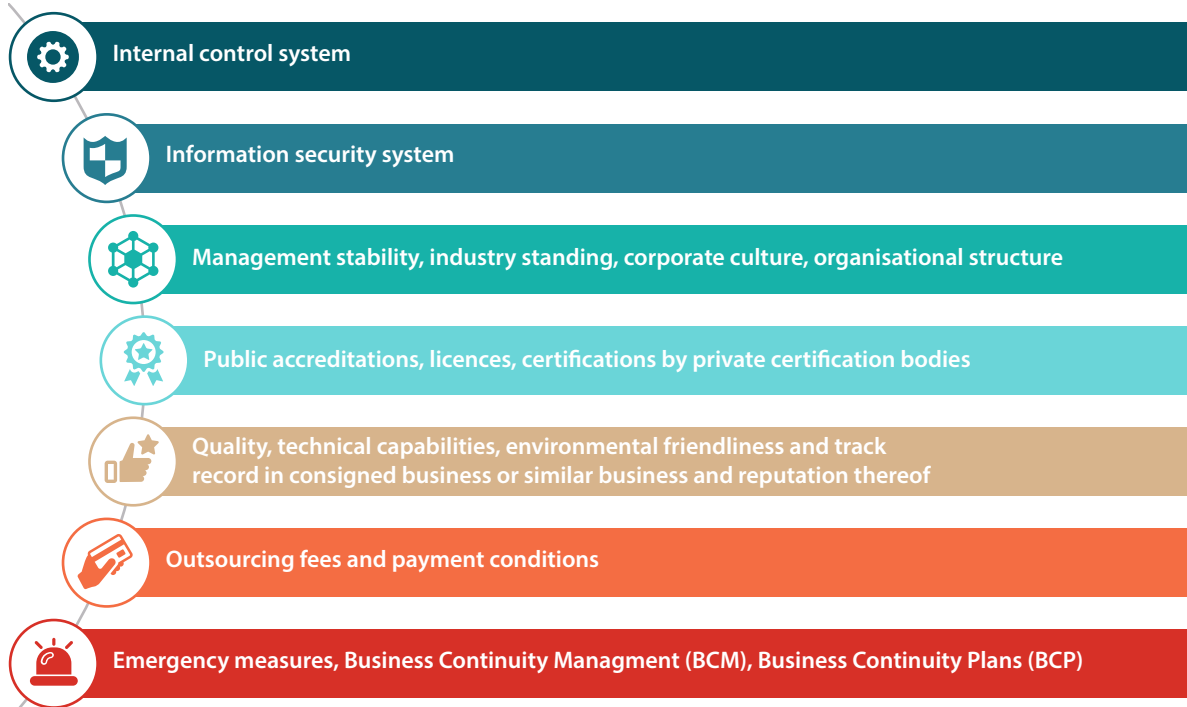 Internal control system
Information security system
Management stability, industry standing, corporate culture, organisational structure
Public accreditations, licences, certifications by private certification bodies
Quality, technical capabilities, environmental friendliness and track
record in consigned business or similar business and reputation thereof
Outsourcing fees and payment conditions
Emergency measures, Business Continuity Managment (BCM), Business Continuity Plans (BCP)